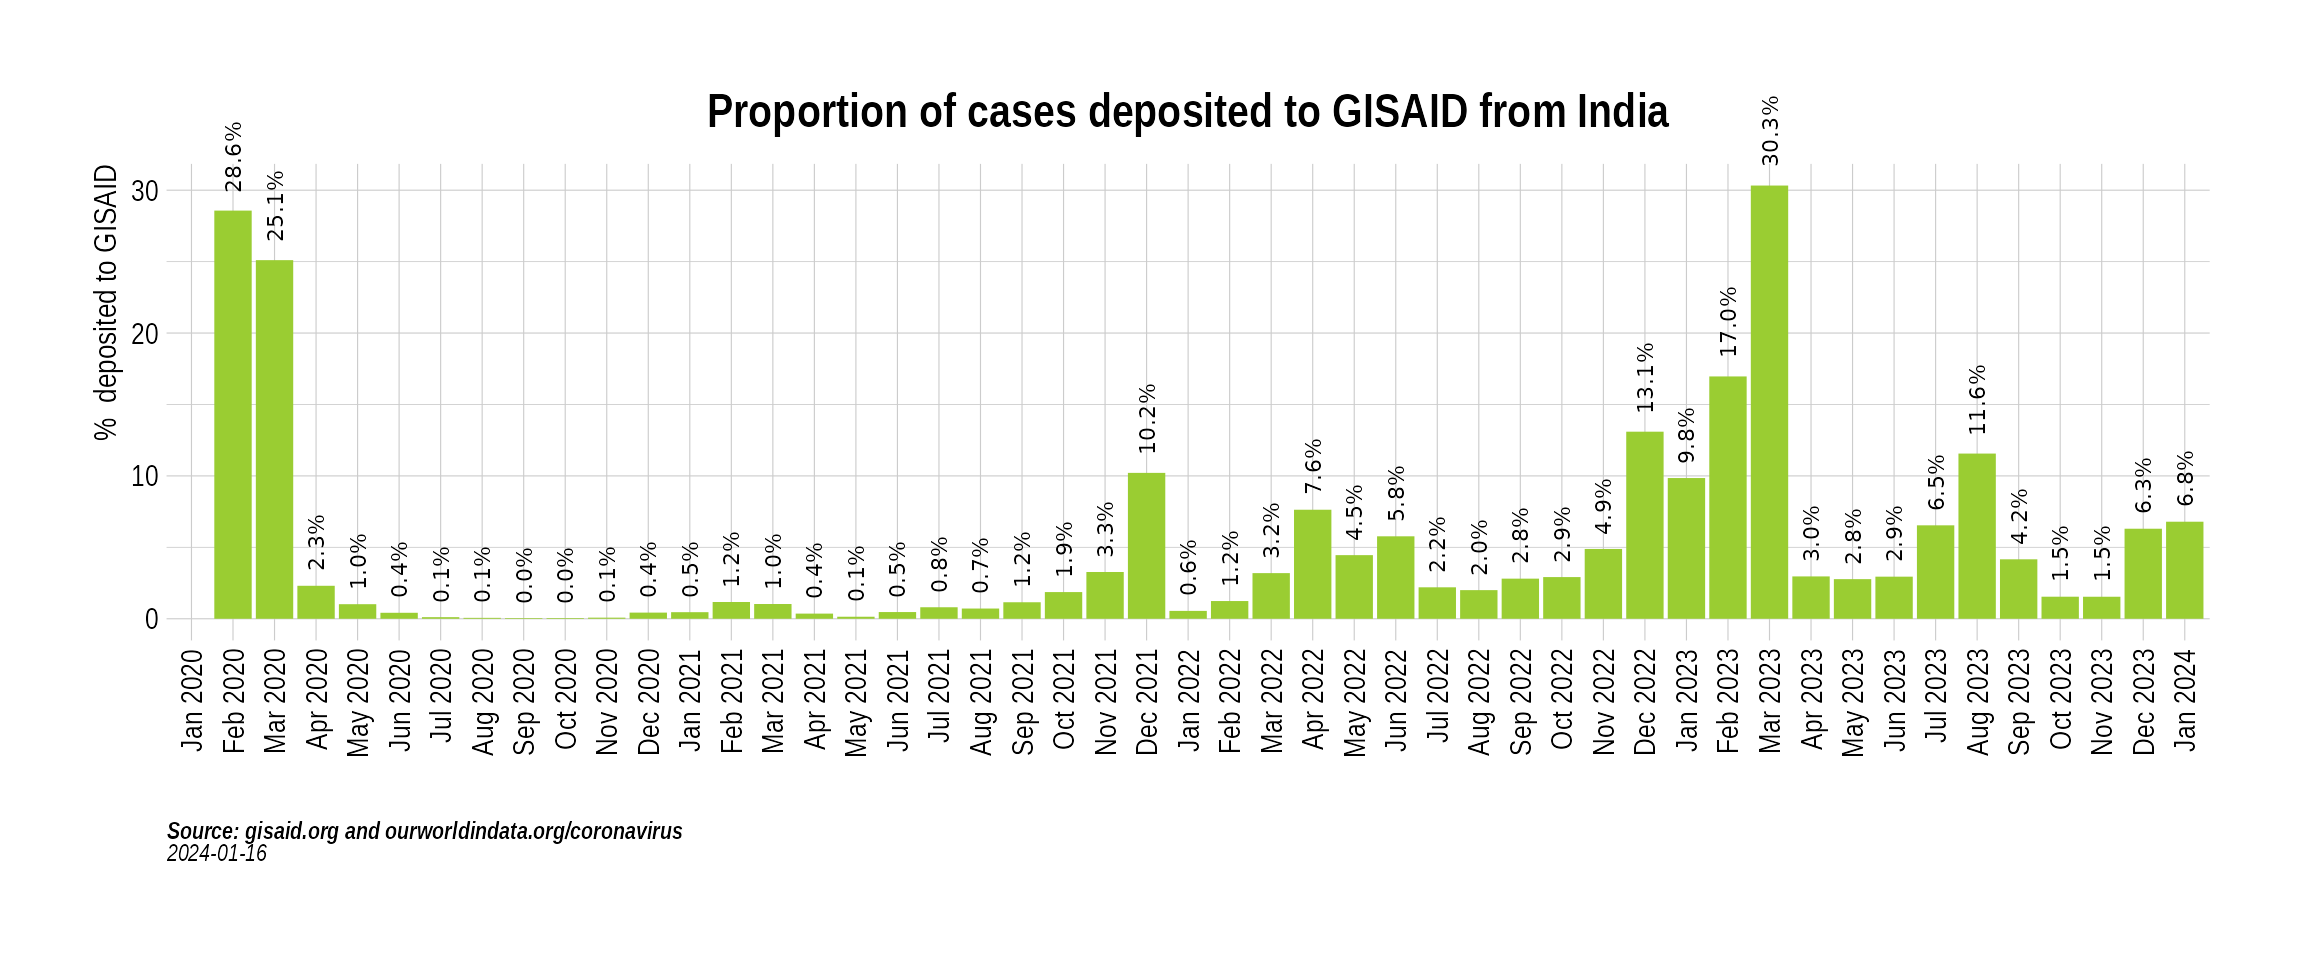 Proportion of cases deposited to GISAID from India
% deposited to GISAID
30
20
10
0
28.6%
25.1%
2.3%
1.0%
0.4%
0.1%
0.1%
0.0%
0.0%
0.1%
0.4%
0.5%
1.2%
1.0%
0.4%
0.1%
0.5%
0.8%
0.7%
1.2%
1.9%
3.3%
10.2%
0.6%
1.2%
3.2%
7.6%
4.5%
5.8%
2.2%
2.0%
2.8%
2.9%
4.9%
13.1%
9.8%
17.0%
30.3%
3.0%
2.8%
2.9%
6.5%
11.6%
4.2%
1.5%
1.5%
6.3%
6.8%
Jan 2020
Feb 2020
Mar 2020
Apr 2020
May 2020
Jun 2020
Jul 2020
Aug 2020
Sep 2020
Oct 2020
Nov 2020
Dec 2020
Jan 2021
Feb 2021
Mar 2021
Apr 2021
May 2021
Jun 2021
Jul 2021
Aug 2021
Sep 2021
Oct 2021
Nov 2021
Dec 2021
Jan 2022
Feb 2022
Mar 2022
Apr 2022
May 2022
Jun 2022
Jul 2022
Aug 2022
Sep 2022
Oct 2022
Nov 2022
Dec 2022
Jan 2023
Feb 2023
Mar 2023
Apr 2023
May 2023
Jun 2023
Jul 2023
Aug 2023
Sep 2023
Oct 2023
Nov 2023
Dec 2023
Jan 2024
Source: gisaid.org and ourworldindata.org/coronavirus
2024-01-16